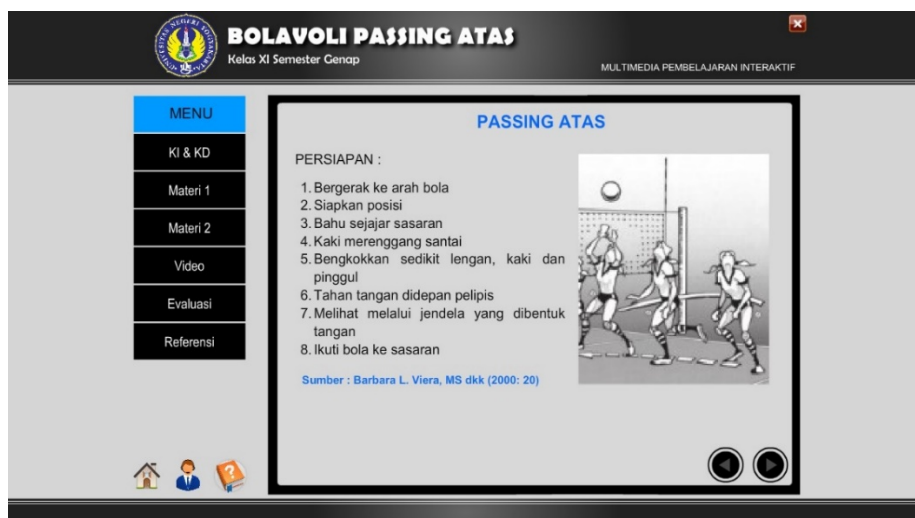 UNIVERSITAS NEGERI YOGYAKARTA
BOLAVOLI PASSING ATAS
Kelas XI Semester Genap
MULTIMEDIA PEMBELAJARAN INTERAKTIF
MENU
KI & KD
Materi 1
Materi 2
Video
Evaluasi
Referensi
PASSING ATAS
PERSIAPAN :
1. Bergerak ke arah bola
2. Siapkan posisi
3. Bahu sejajar sasaran
4. Kaki merenggang santai
5. Bengkokkan sedikit lengan, kaki dan
pinggul
6. Tahan tangan didepan pelipis
7. Melihat melalui jendela yang dibentuk
tangan
8. Ikuti bola ke sasaran
Sumber : Barbara L. Viera, MS dkk (2000: 20)